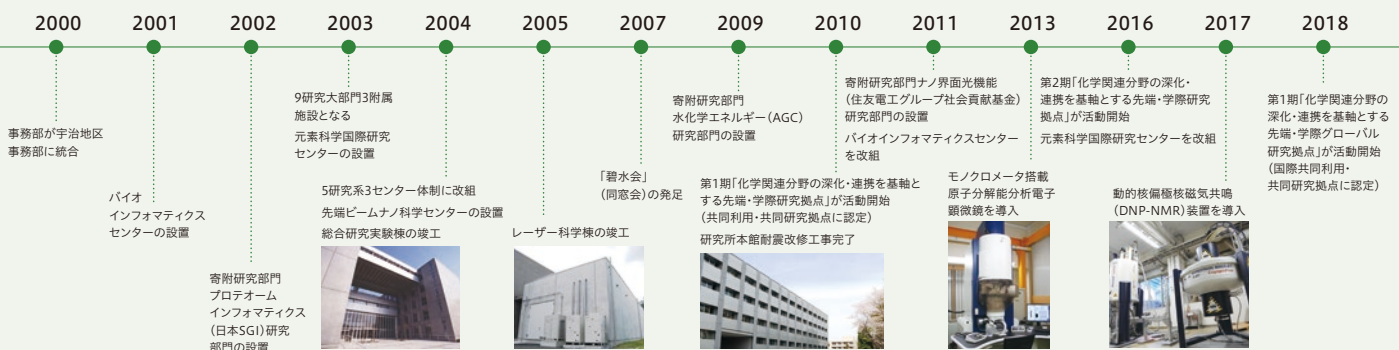 2000
2001
2002
2003
2004
2005
2007
2009
2010
2011
2013
2016
2017
2018
事務部が宇治地区
事務部に統合
バイオ
インフォマティクス
センターの設置
寄附研究部門
プロテオーム
インフォマティクス
（日本SGI）研究
部門の設置
9研究大部門3附属
施設となる
元素科学国際研究
センターの設置
5研究系3センター体制に改組
先端ビームナノ科学センターの設置
総合研究実験棟の竣工
レーザー科学棟の竣工
「碧水会」
（同窓会）の発足
寄附研究部門
水化学エネルギー（AGC）
研究部門の設置
第1期「化学関連分野の深化・連携を基軸と
する先端・学際研究拠点」が活動開始
（共同利用・共同研究拠点に認定）
研究所本館耐震改修工事完了
寄附研究部門ナノ界面光機能
（住友電工グループ社会貢献基金）
研究部門の設置
バイオインフォマティクスセンター
を改組
モノクロメータ搭載
原子分解能分析電子
顕微鏡を導入
第2期「化学関連分野の深化・
連携を基軸とする先端・学際研究
拠点」が活動開始
元素科学国際研究センターを改組
動的核偏極核磁気共鳴
（DNP-NMR）装置を導入
第1期「化学関連分野の
深化・連携を基軸とする
先端・学際グローバル
研究拠点」が活動開始
（国際共同利用・
共同研究拠点に認定）